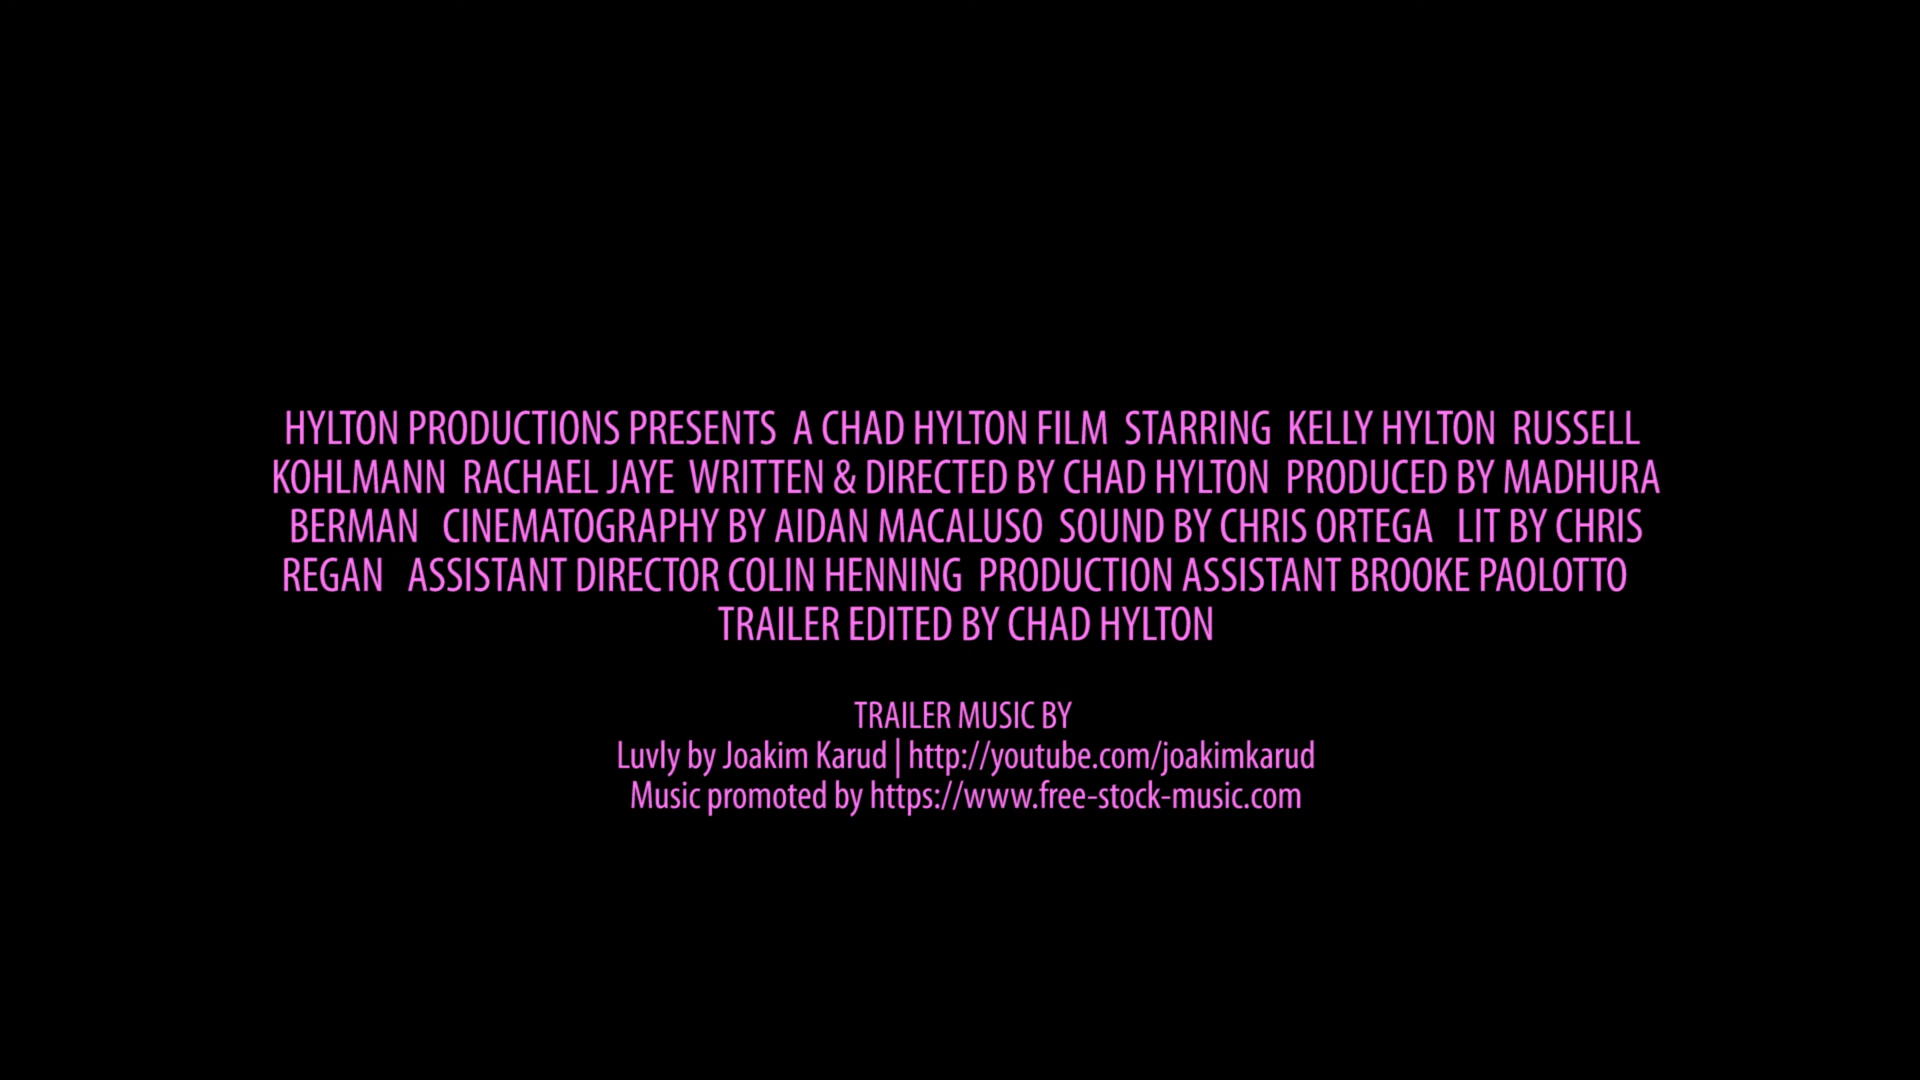 HYLTON PRODUCTIONS PRESENTS  A CHAD HYLTON FILM  STARRING  KELLY HYLTON  RUSSELL
KOHLMANN  RACHAEL JAYE  WRITTEN & DIRECTED BY CHAD HYLTON  PRODUCED BY MADHURA
BERMAN   CINEMATOGRAPHY BY AIDAN MACALUSO  SOUND BY CHRIS ORTEGA   LIT BY CHRIS
REGAN   ASSISTANT DIRECTOR COLIN HENNING  PRODUCTION ASSISTANT BROOKE PAOLOTTO
TRAILER EDITED BY CHAD HYLTON
TRAILER MUSIC BY
Luvly by Joakim Karud | http://youtube.com/joakimkarud
Music promoted by https://www.free-stock-music.com